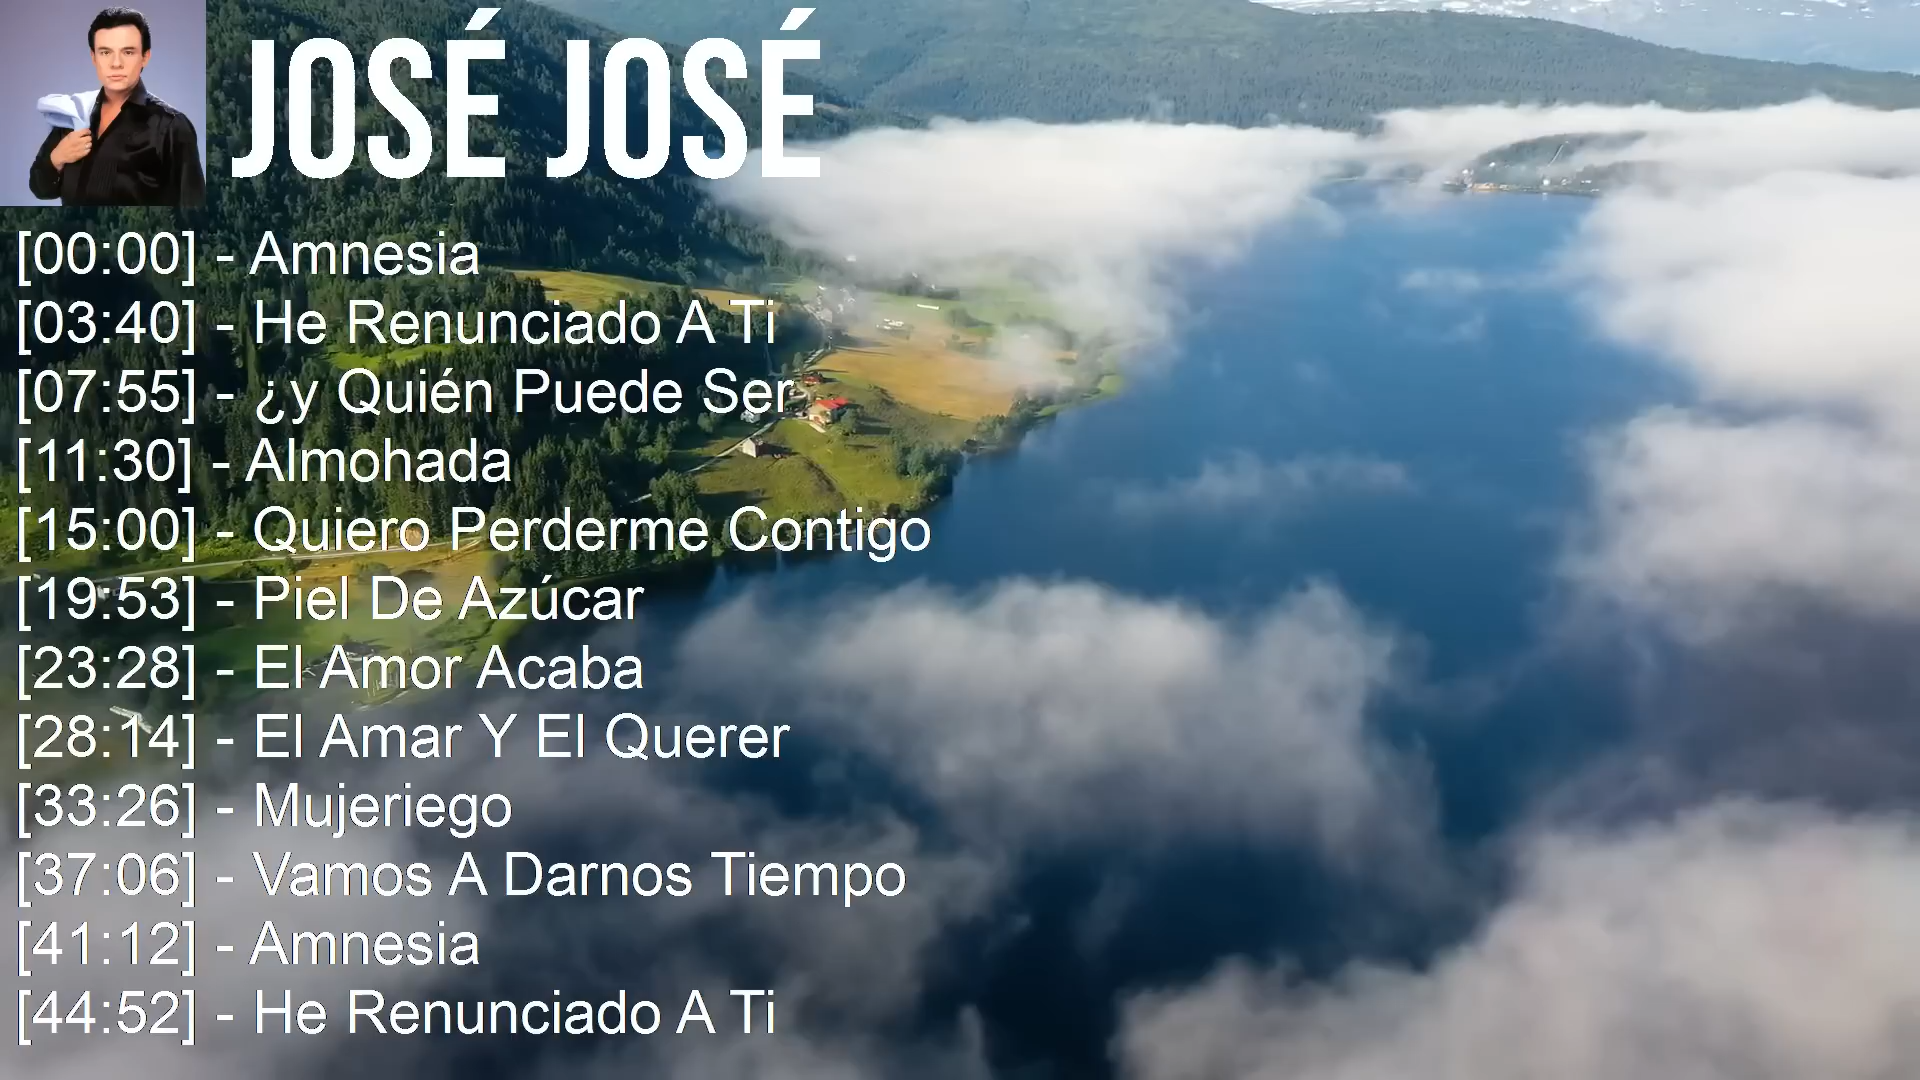 JOSÉ JOSÉ
[00:00] - Amnesia
[03:40] - He Renunciado A Ti
[07:55] - ¿y Quién Puede Ser
[11:30] - Almohada
[15:00] - Quiero Perderme Contigo
[19:53] - Piel De Azúcar
[23:28] - El Amor Acaba
[28:14] - El Amar Y El Querer
[33:26] - Mujeriego
[37:06] - Vamos A Darnos Tiempo
[41:12] - Amnesia
[44:52] - He Renunciado A Ti